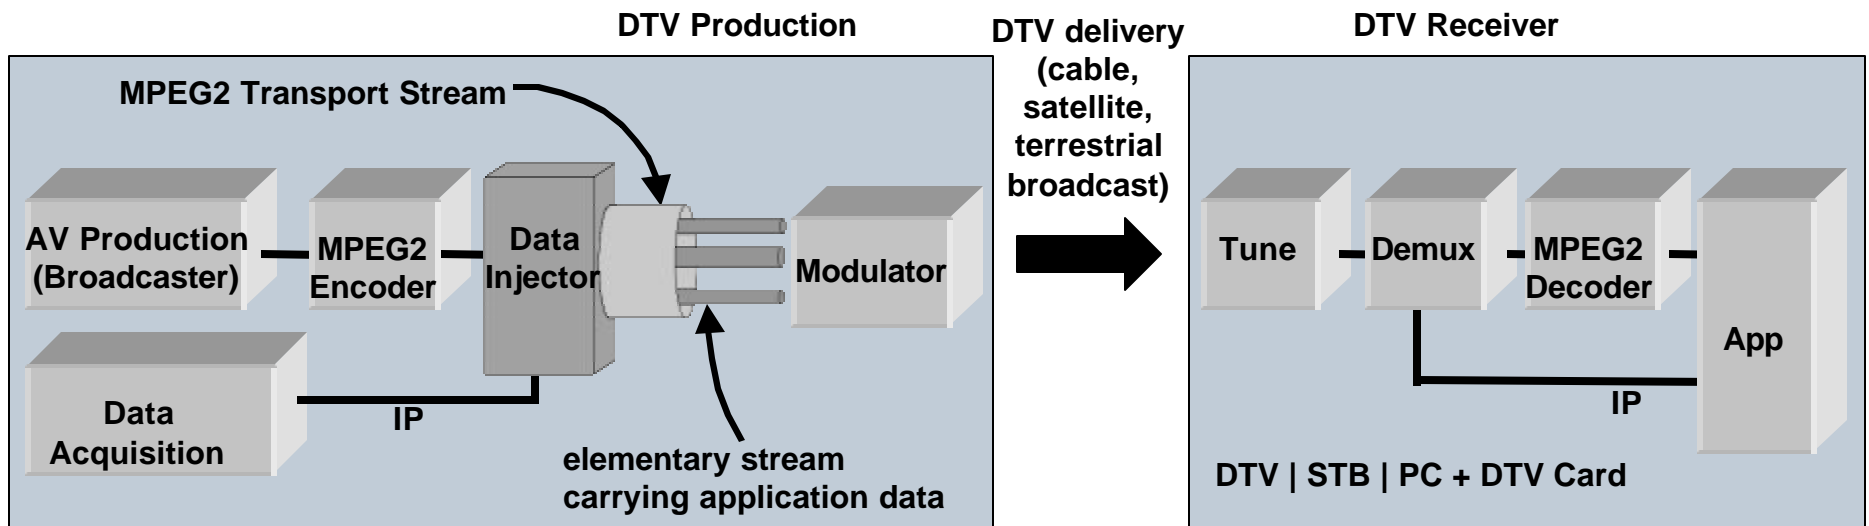 DTV Production
MPEG2 Transport Stream
AV Production
(Broadcaster)
MPEG2
Encoder
Data
Injector
Modulator
Data
Acquisition
IP
elementary stream
carrying application data
DTV delivery
(cable,
satellite,
terrestrial
broadcast)
DTV Receiver
Tune
Demux
MPEG2
Decoder
App
IP
DTV | STB | PC + DTV Card